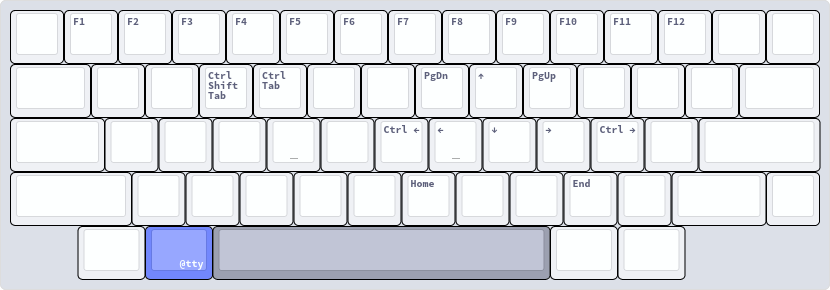 F1 F2 F3 F4 F5 F6 F7 F8 F9 F10 F11 F12
Ctrl Shift Tab
Ctrl Tab
PgDn
↑
PgUp
_
Ctrl ←
←
_
↓
→
Ctrl →
Home
End
@tty